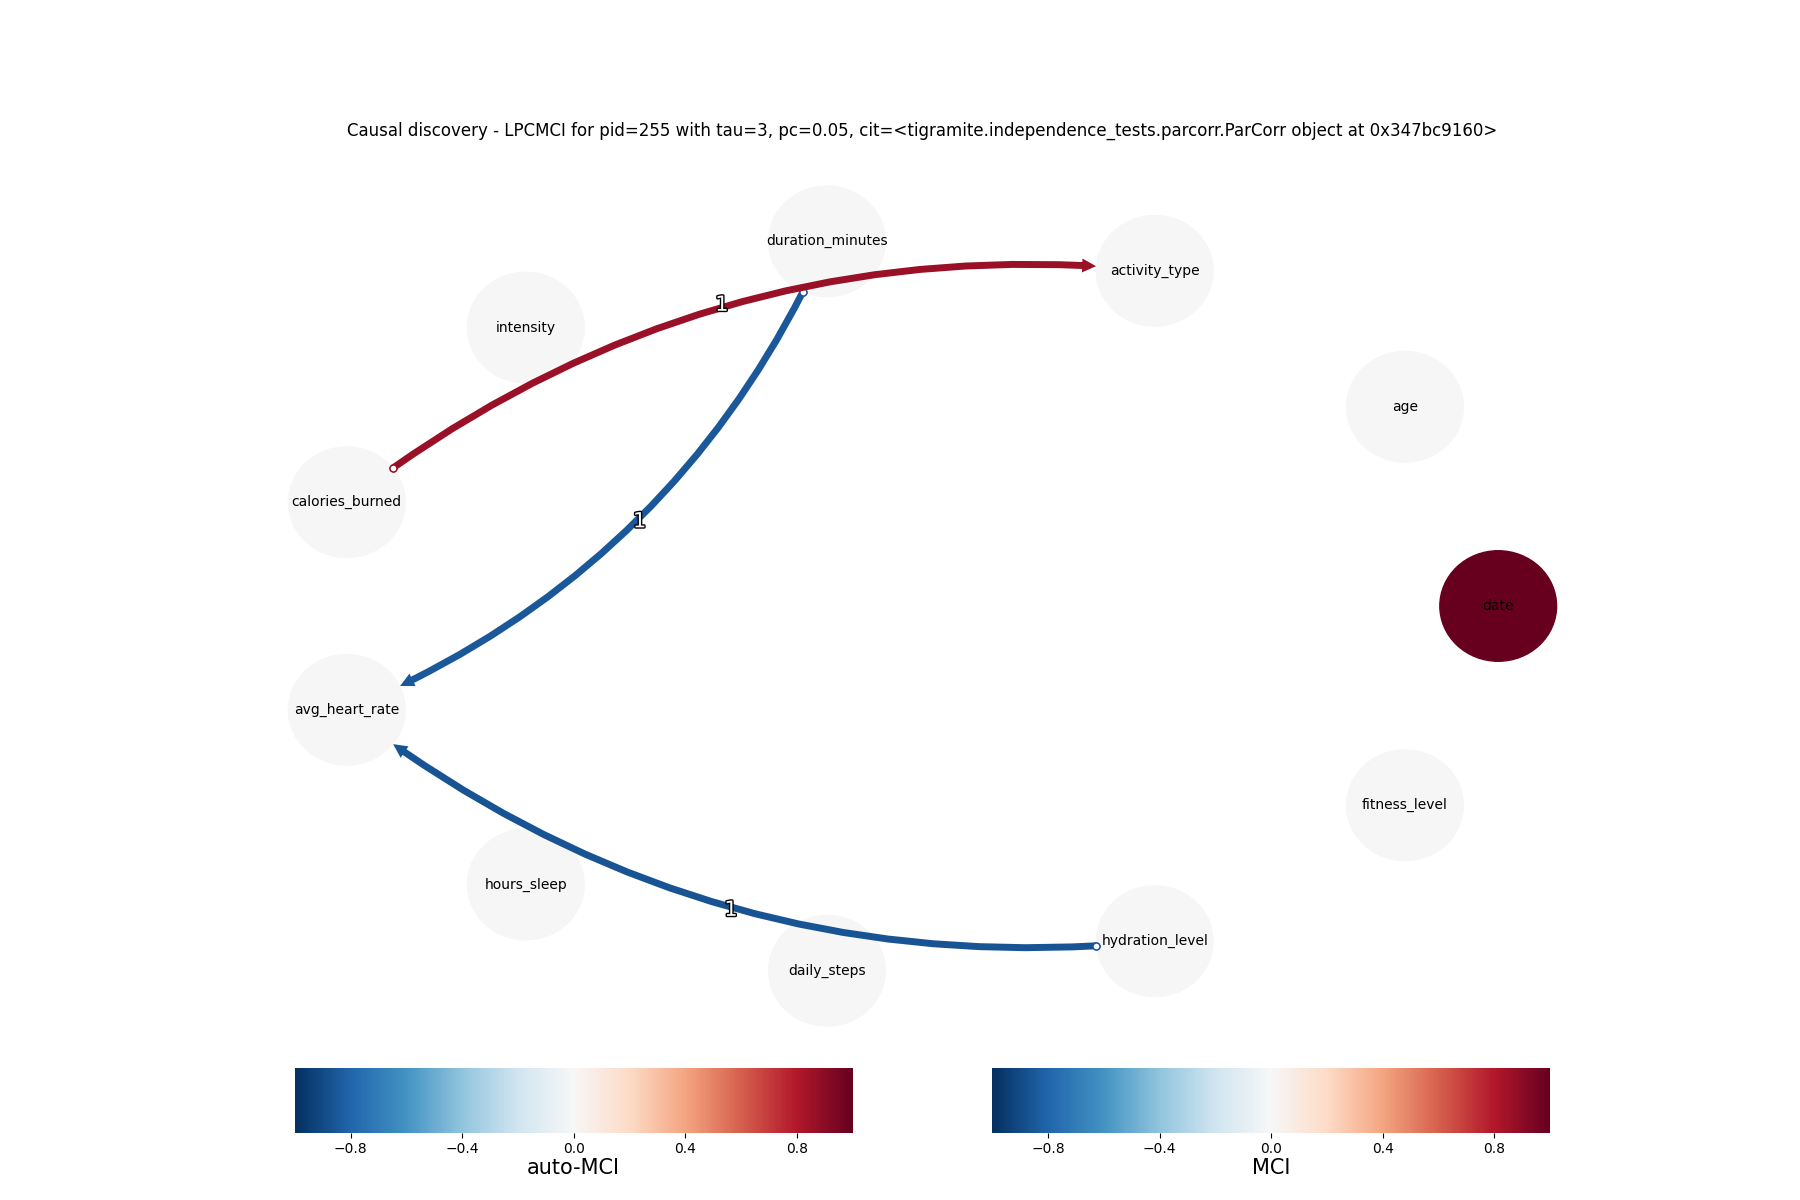 Causal discovery - LPCMCI for pid=255 with tau=3, pc=0.05, cit=<tigramite.independence_tests.parcorr.ParCorr object at 0x347bc9160>
duration_minutes
activity_type
1
intensity
age
calories_burned
1
date
avg_heart_rate
fitness_level
hours_sleep
1
hydration_level
daily_steps
−0.8 −0.4 0.0 0.4 0.8
auto-MCI
−0.8 −0.4 0.0 0.4 0.8
MCI